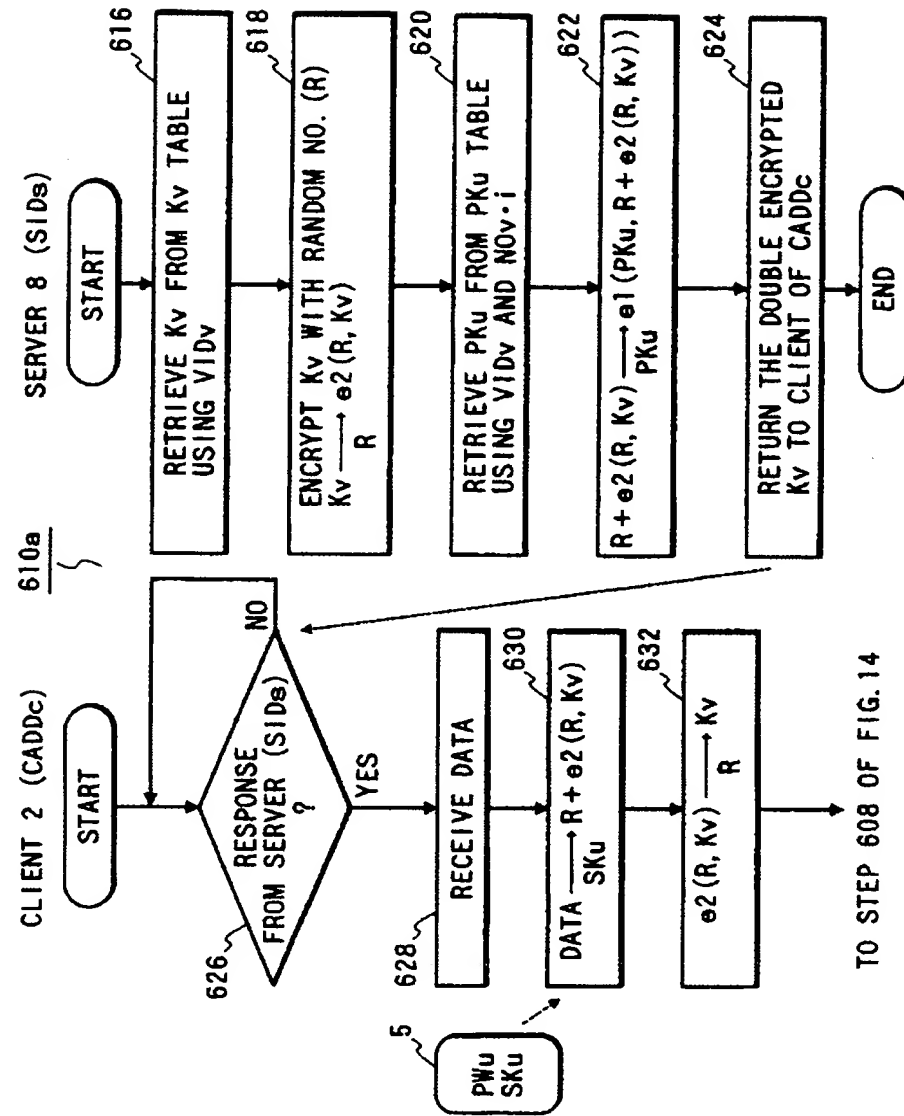 610a
CLIENT 2 (CADDc)
START
626
RESPONSE
FROM SERVER (SIDs)
?
NO
YES
628
RECEIVE DATA
5
PWu
SKu
630
DATA ⟶ R + e2 (R, Kv)
SKu
632
e2 (R, Kv) ⟶ Kv
R
TO STEP 608 OF FIG. 14
SERVER 8 (SIDs)
START
616
RETRIEVE Kv FROM Kv TABLE
USING VIDv
618
ENCRYPT Kv WITH RANDOM NO. (R)
Kv ⟶ e2 (R, Kv)
R
620
RETRIEVE PKu FROM PKu TABLE
USING VIDv AND NOv·i
622
R + e2 (R, Kv) ⟶ e1 (PKu, R + e2 (R, Kv))
PKu
624
RETURN THE DOUBLE ENCRYPTED
Kv TO CLIENT OF CADDc
END